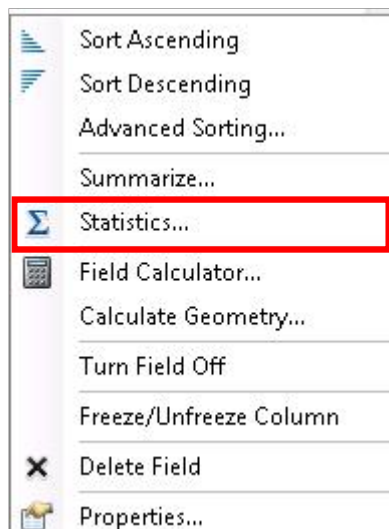 Sort Ascending
Sort Descending
Advanced Sorting...
Summarize...
Statistics...
Field Calculator...
Calculate Geometry...
Turn Field Off
Freeze/Unfreeze Column
Delete Field
Properties...